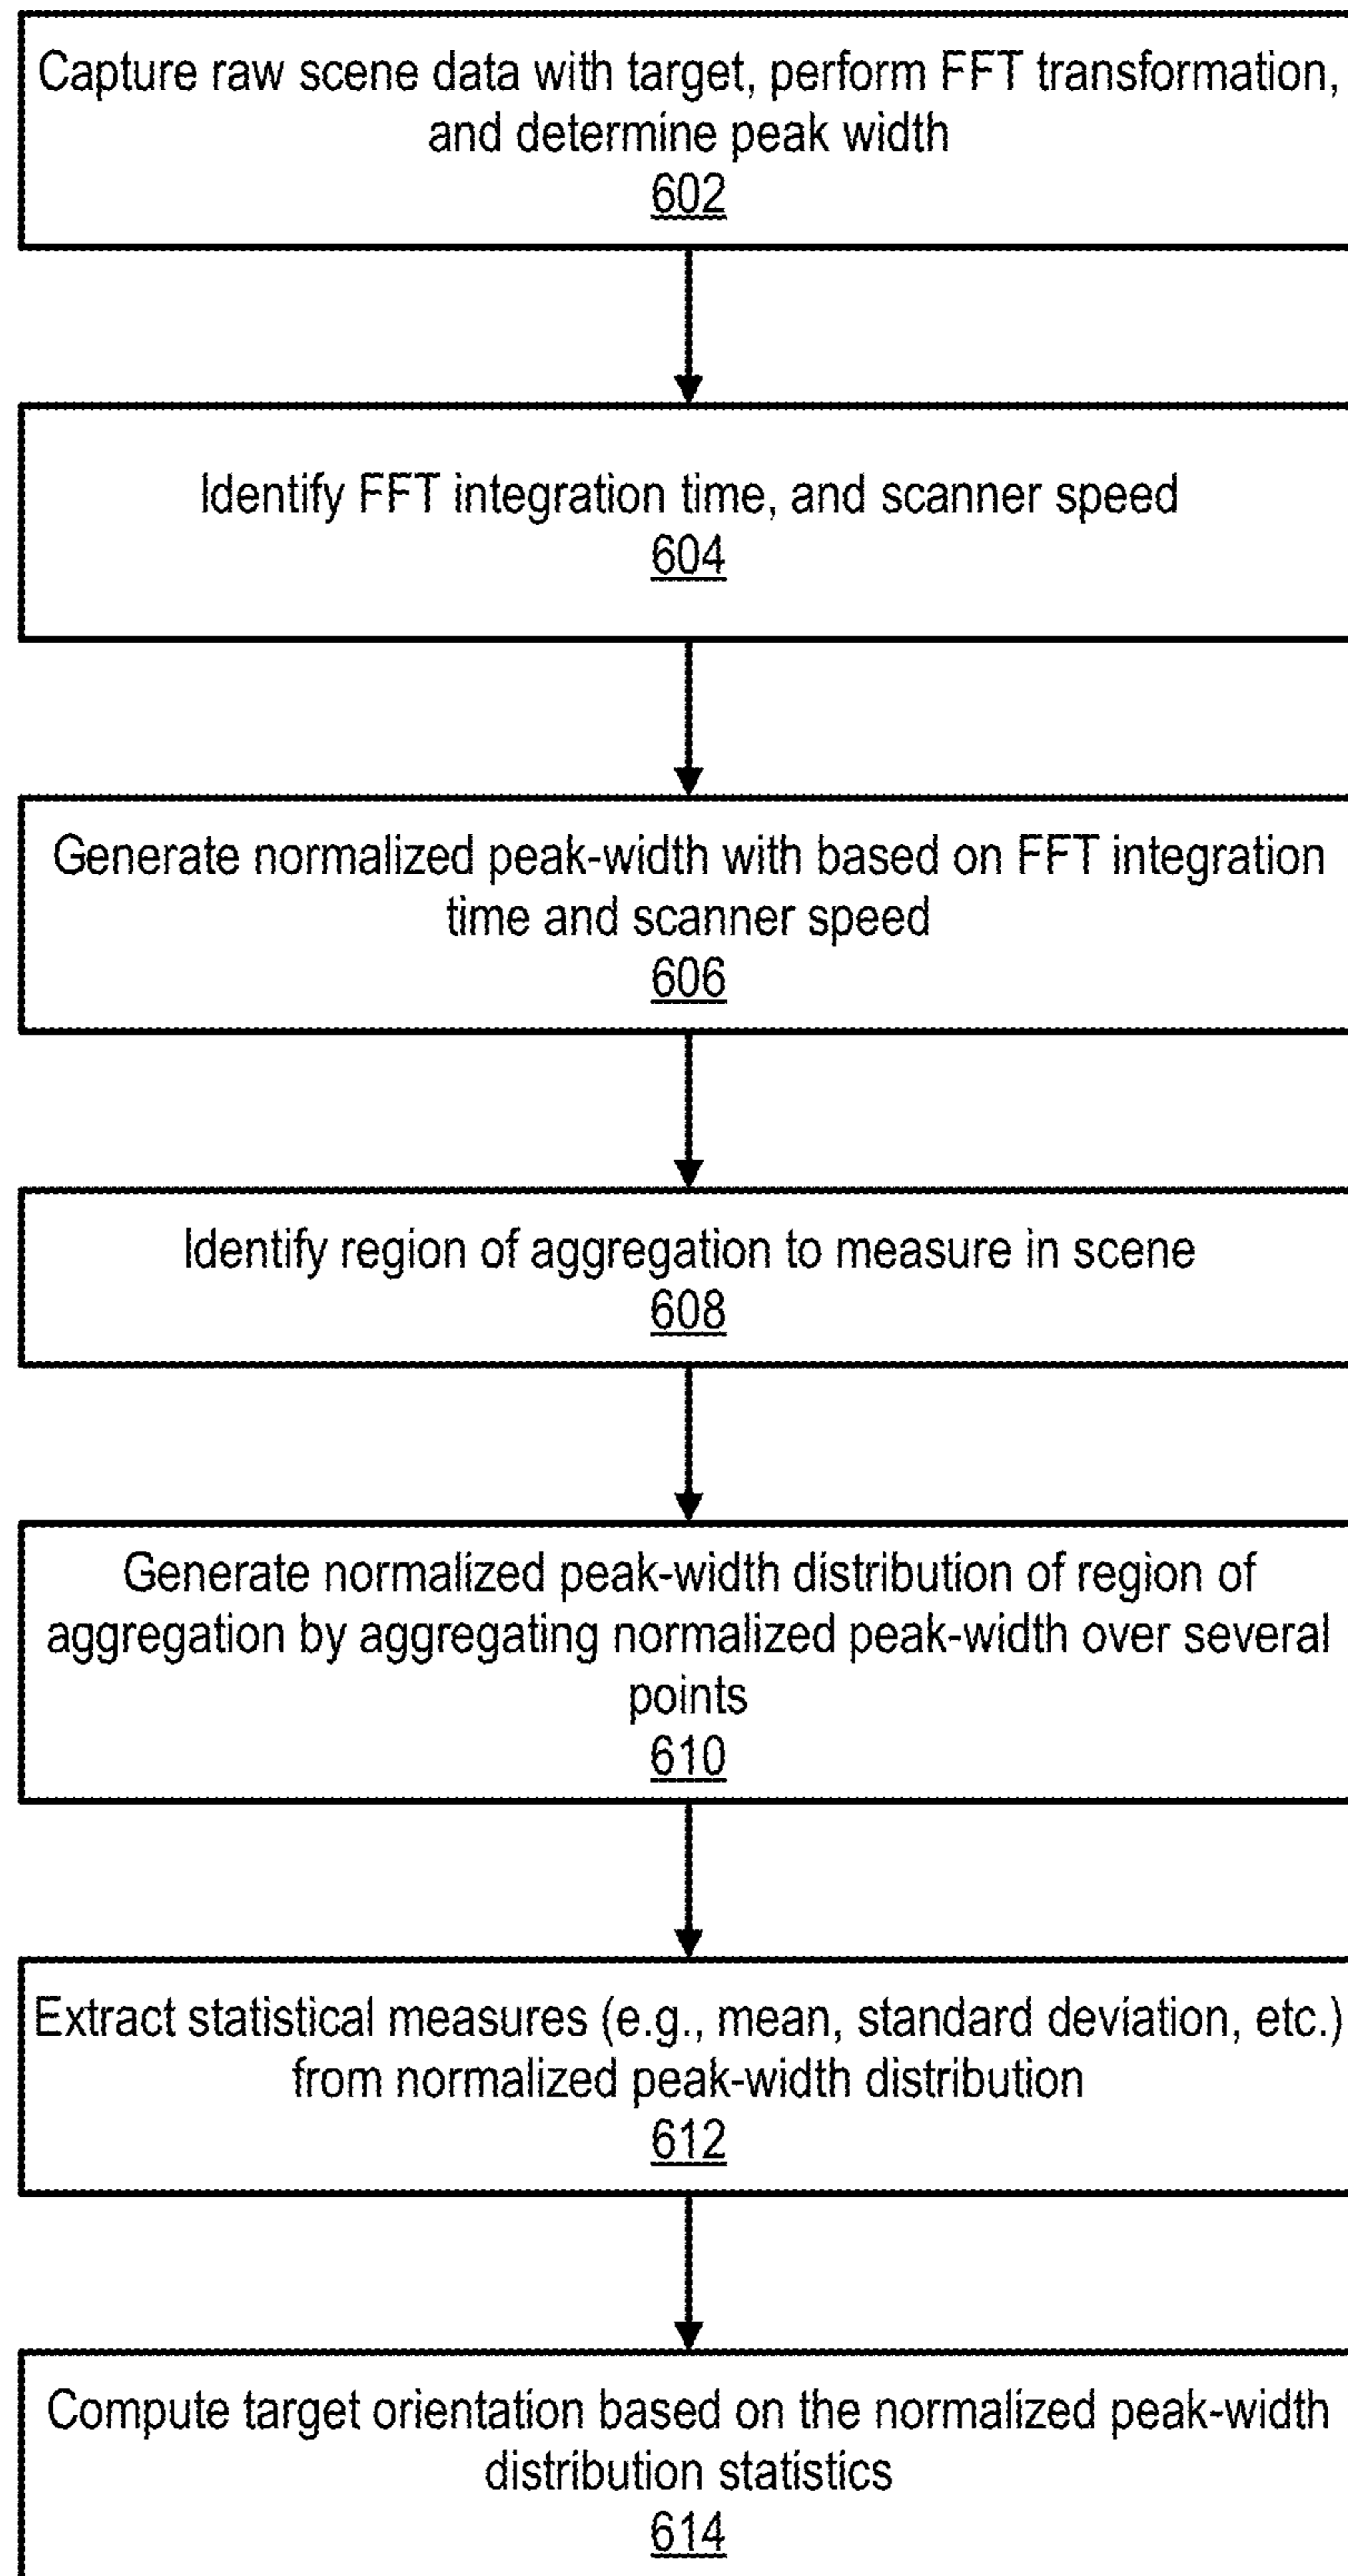 Capture raw scene data with target, perform FFT transformation,
and determine peak width
602
Identify FFT integration time, and scanner speed
604
Generate normalized peak-width with based on FFT integration
time and scanner speed
606
Identify region of aggregation to measure in scene
608
Generate normalized peak-width distribution of region of
aggregation by aggregating normalized peak-width over several
points
610
Extract statistical measures (e.g., mean, standard deviation, etc.)
from normalized peak-width distribution
612
Compute target orientation based on the normalized peak-width
distribution statistics
614